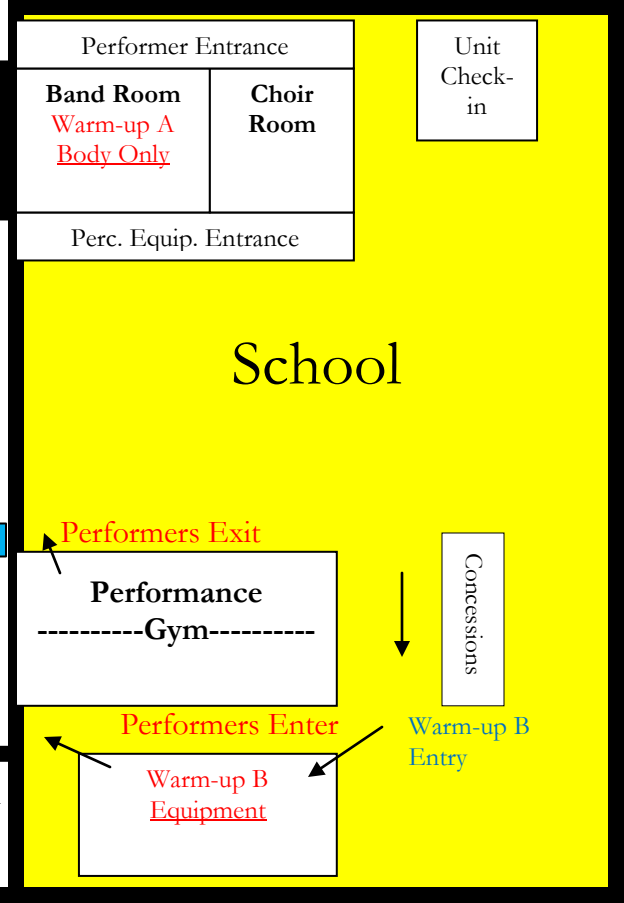 Performer Entrance
Unit
Check-
in
Band Room
Warm-up A
Body Only
Choir
Room
Perc. Equip. Entrance
School
Performers Exit
Performance
----------Gym----------
Concessions
Performers Enter
Warm-up B
Entry
Warm-up B
Equipment